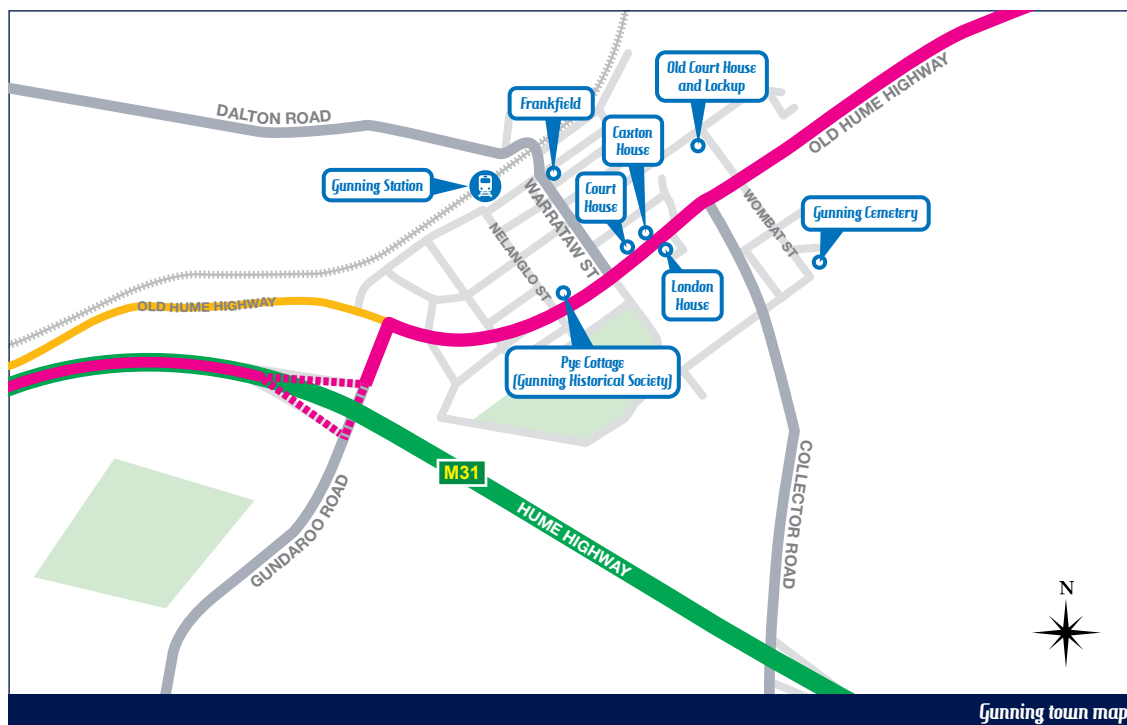 Old Court House
and Lockup
OLD HUME HIGHWAY
Frankfield
DALTON ROAD
Caxton
House
Gunning Station
Court
House
WARRATAW ST
WOMBAT ST
Gunning Cemetery
NELANGLO ST
London
House
OLD HUME HIGHWAY
Pye Cottage
(Gunning Historical Society)
M31
HUME HIGHWAY
GUNDAROO ROAD
COLLECTOR ROAD
N
Gunning town map